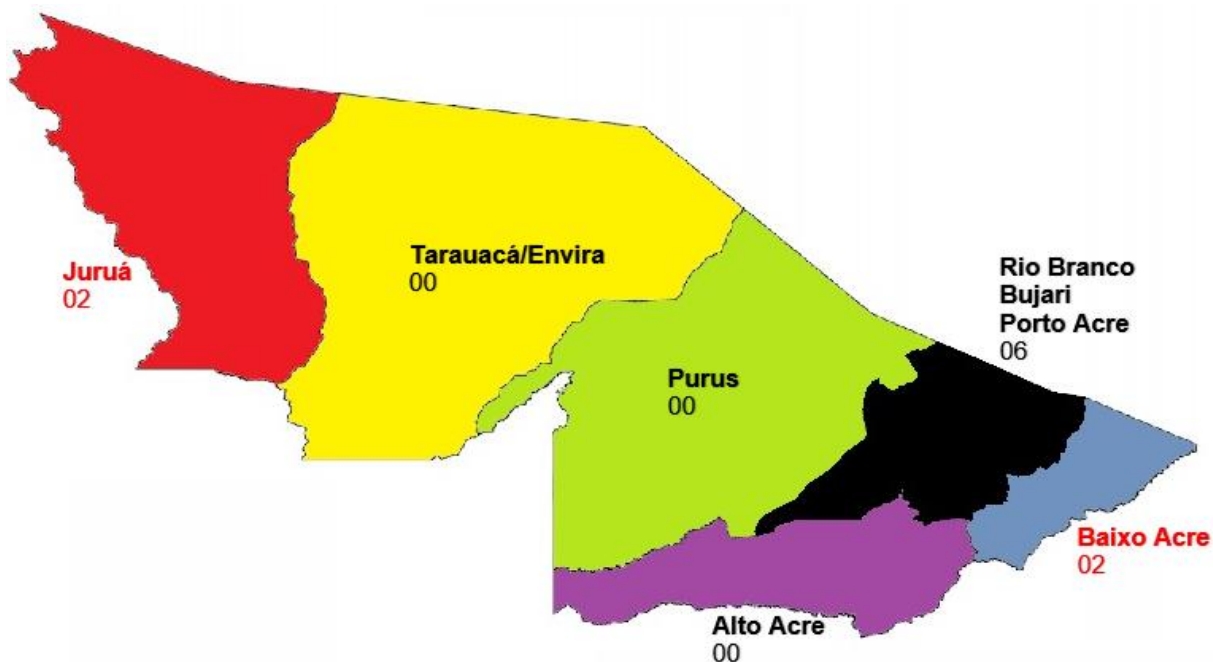 Juruá
02
Tarauacá/Envira
00
Purus
00
Rio Branco
Bujari
Porto Acre
06
Baixo Acre
02
Alto Acre
00